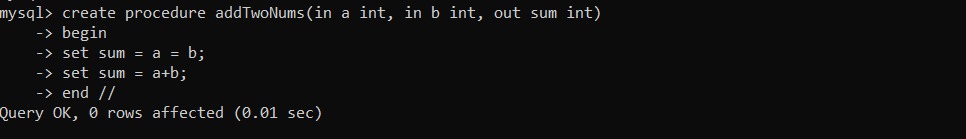 mysql> create procedure addTwoNums(in a int, in b int, out sum int)
    -> begin
    -> set sum = a = b;
    -> set sum = a+b;
    -> end //
Query OK, 0 rows affected (0.01 sec)